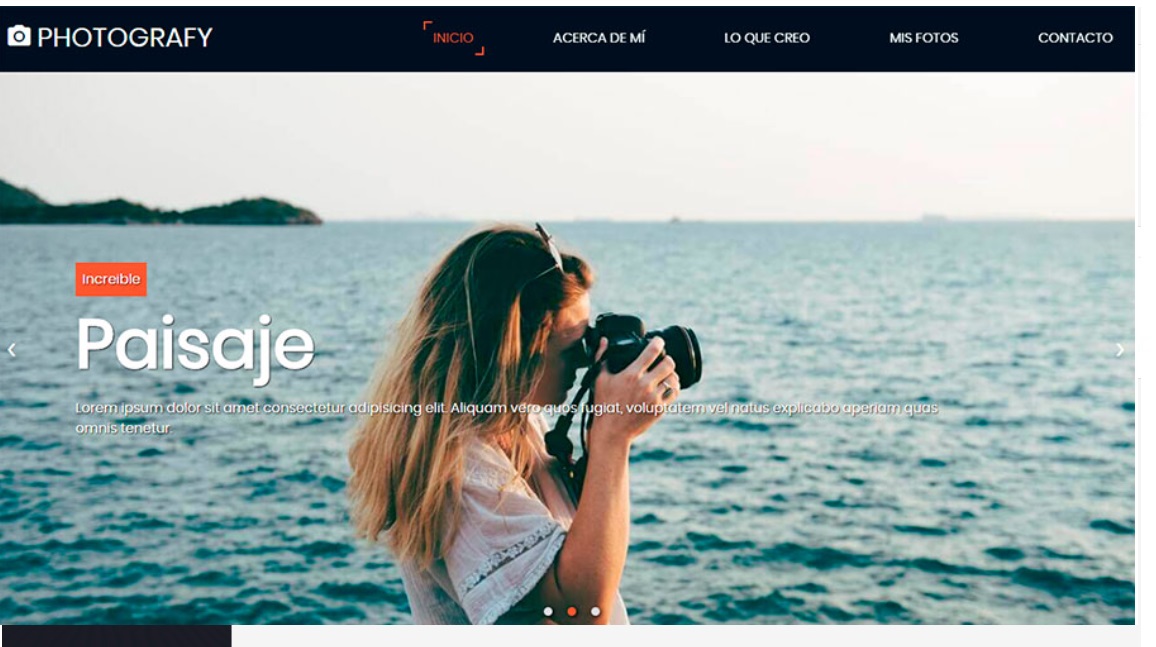 PHOTOGRAFY
INICIO
ACERCA DE MÍ
LO QUE CREO
MIS FOTOS
CONTACTO
Increible
Paisaje
Lorem ipsum dolor sit amet consectetur adipisicing elit. Aliquam vero quos fugiat, voluptatem vel natus explicabo aperiam quas
omnis tenetur.